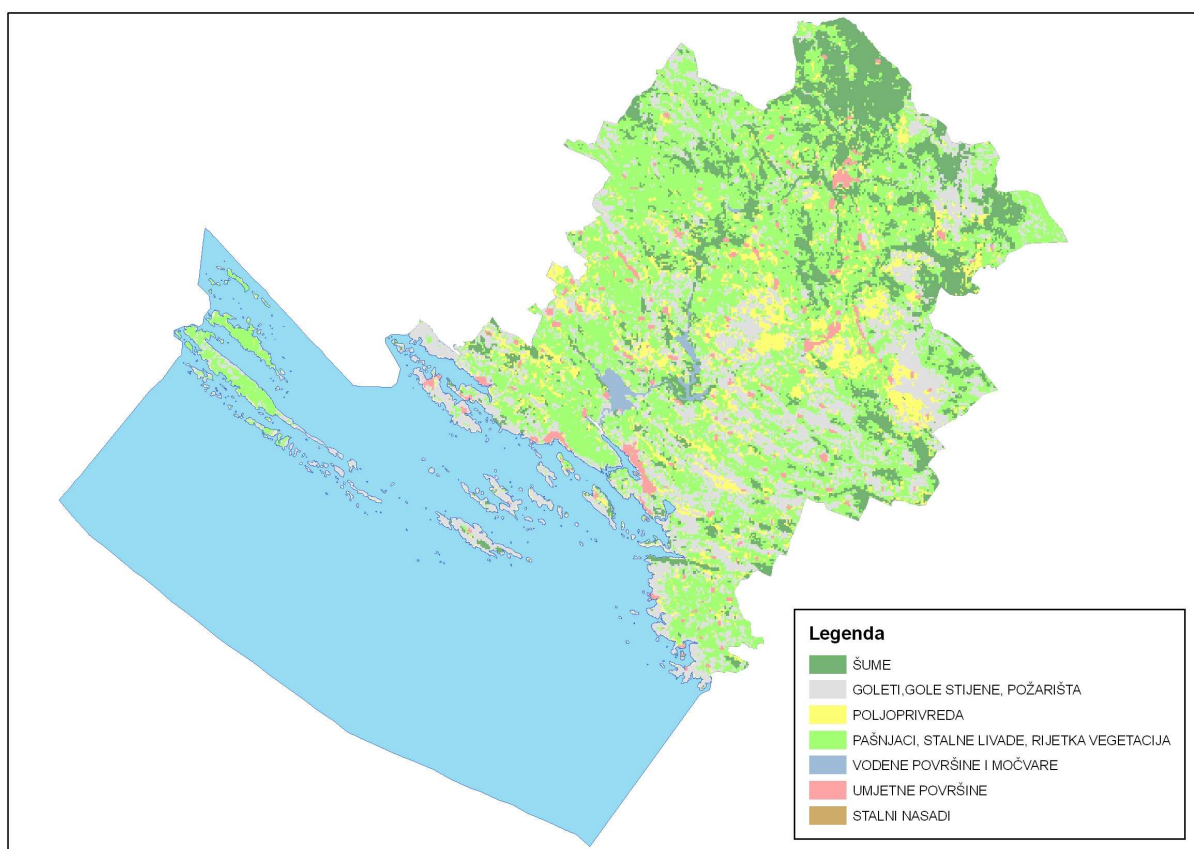 Legenda
ŠUME
GOLETI,GOLE STIJENE, POŽARIŠTA
POLJOPRIVREDA
PAŠNJACI, STALNE LIVADE, RIJETKA VEGETACIJA
VODENE POVRŠINE I MOČVARE
UMJETNE POVRŠINE
STALNI NASADI